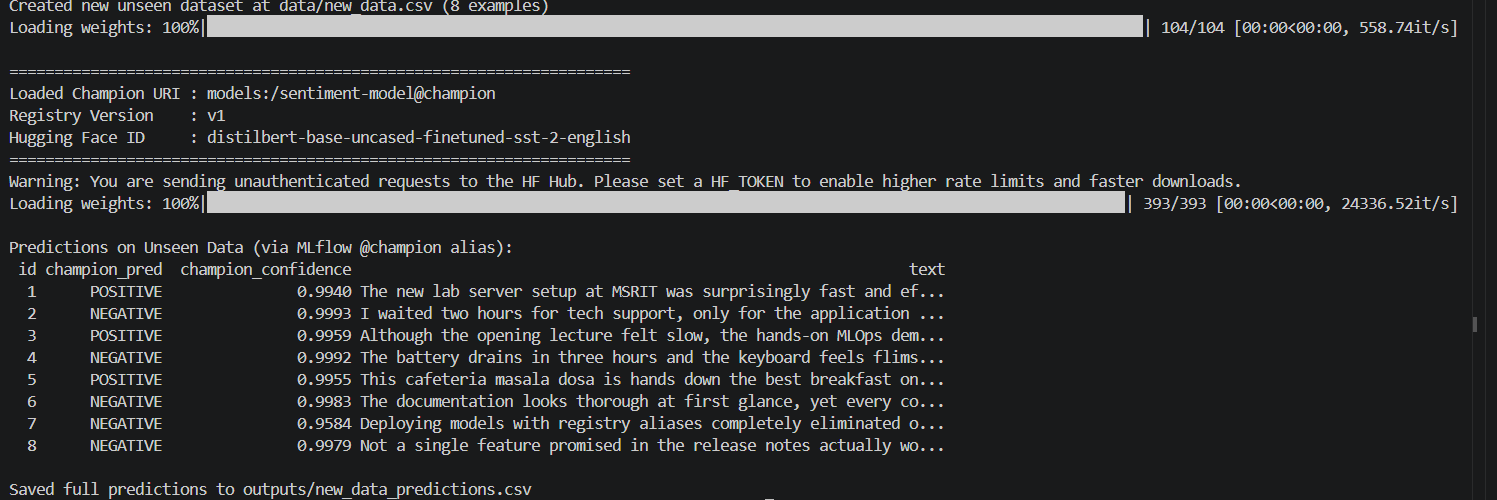 Created new unseen dataset at data/new_data.csv (8 examples)
Loading weights: 100%| | 104/104 [00:00<00:00, 558.74it/s]
=====================================================================
Loaded Champion URI : models:/sentiment-model@champion
Registry Version    : v1
Hugging Face ID     : distilbert-base-uncased-finetuned-sst-2-english
=====================================================================
Warning: You are sending unauthenticated requests to the HF Hub. Please set a HF_TOKEN to enable higher rate limits and faster downloads.
Loading weights: 100%| | 393/393 [00:00<00:00, 24336.52it/s]
Predictions on Unseen Data (via MLflow @champion alias):
id champion_pred champion_confidence text
1 POSITIVE 0.9940 The new lab server setup at MSRIT was surprisingly fast and ef...
2 NEGATIVE 0.9993 I waited two hours for tech support, only for the application ...
3 POSITIVE 0.9959 Although the opening lecture felt slow, the hands-on MLOps dem...
4 NEGATIVE 0.9992 The battery drains in three hours and the keyboard feels flims...
5 POSITIVE 0.9955 This cafeteria masala dosa is hands down the best breakfast on...
6 NEGATIVE 0.9983 The documentation looks thorough at first glance, yet every co...
7 NEGATIVE 0.9584 Deploying models with registry aliases completely eliminated o...
8 NEGATIVE 0.9979 Not a single feature promised in the release notes actually wo...
Saved full predictions to outputs/new_data_predictions.csv